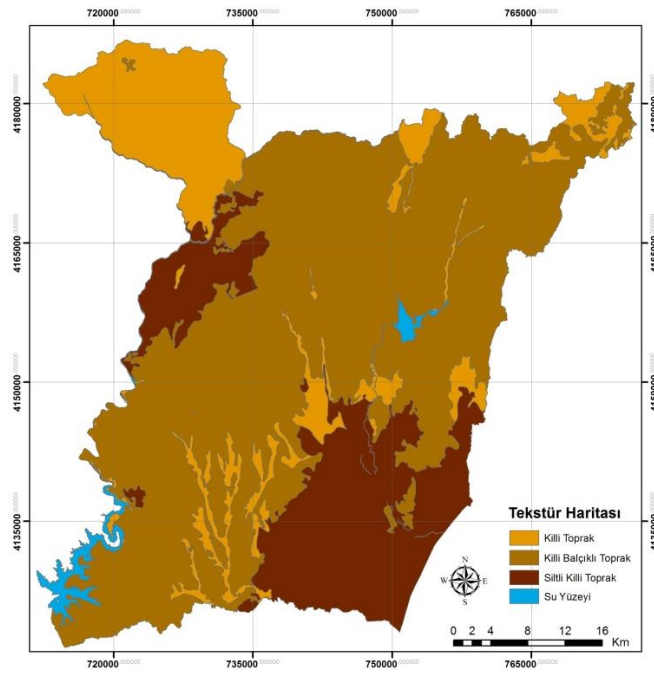 720000 735000 750000 765000
4180000 4180000
4165000 4165000
4150000 4150000
4135000 4135000
Tekstür Haritası
Killi Toprak
Killi Balçıklı Toprak
Siltli Killi Toprak
Su Yüzeyi
N
W E
S
0 2 4 8 12 16
Km
720000 735000 750000 765000